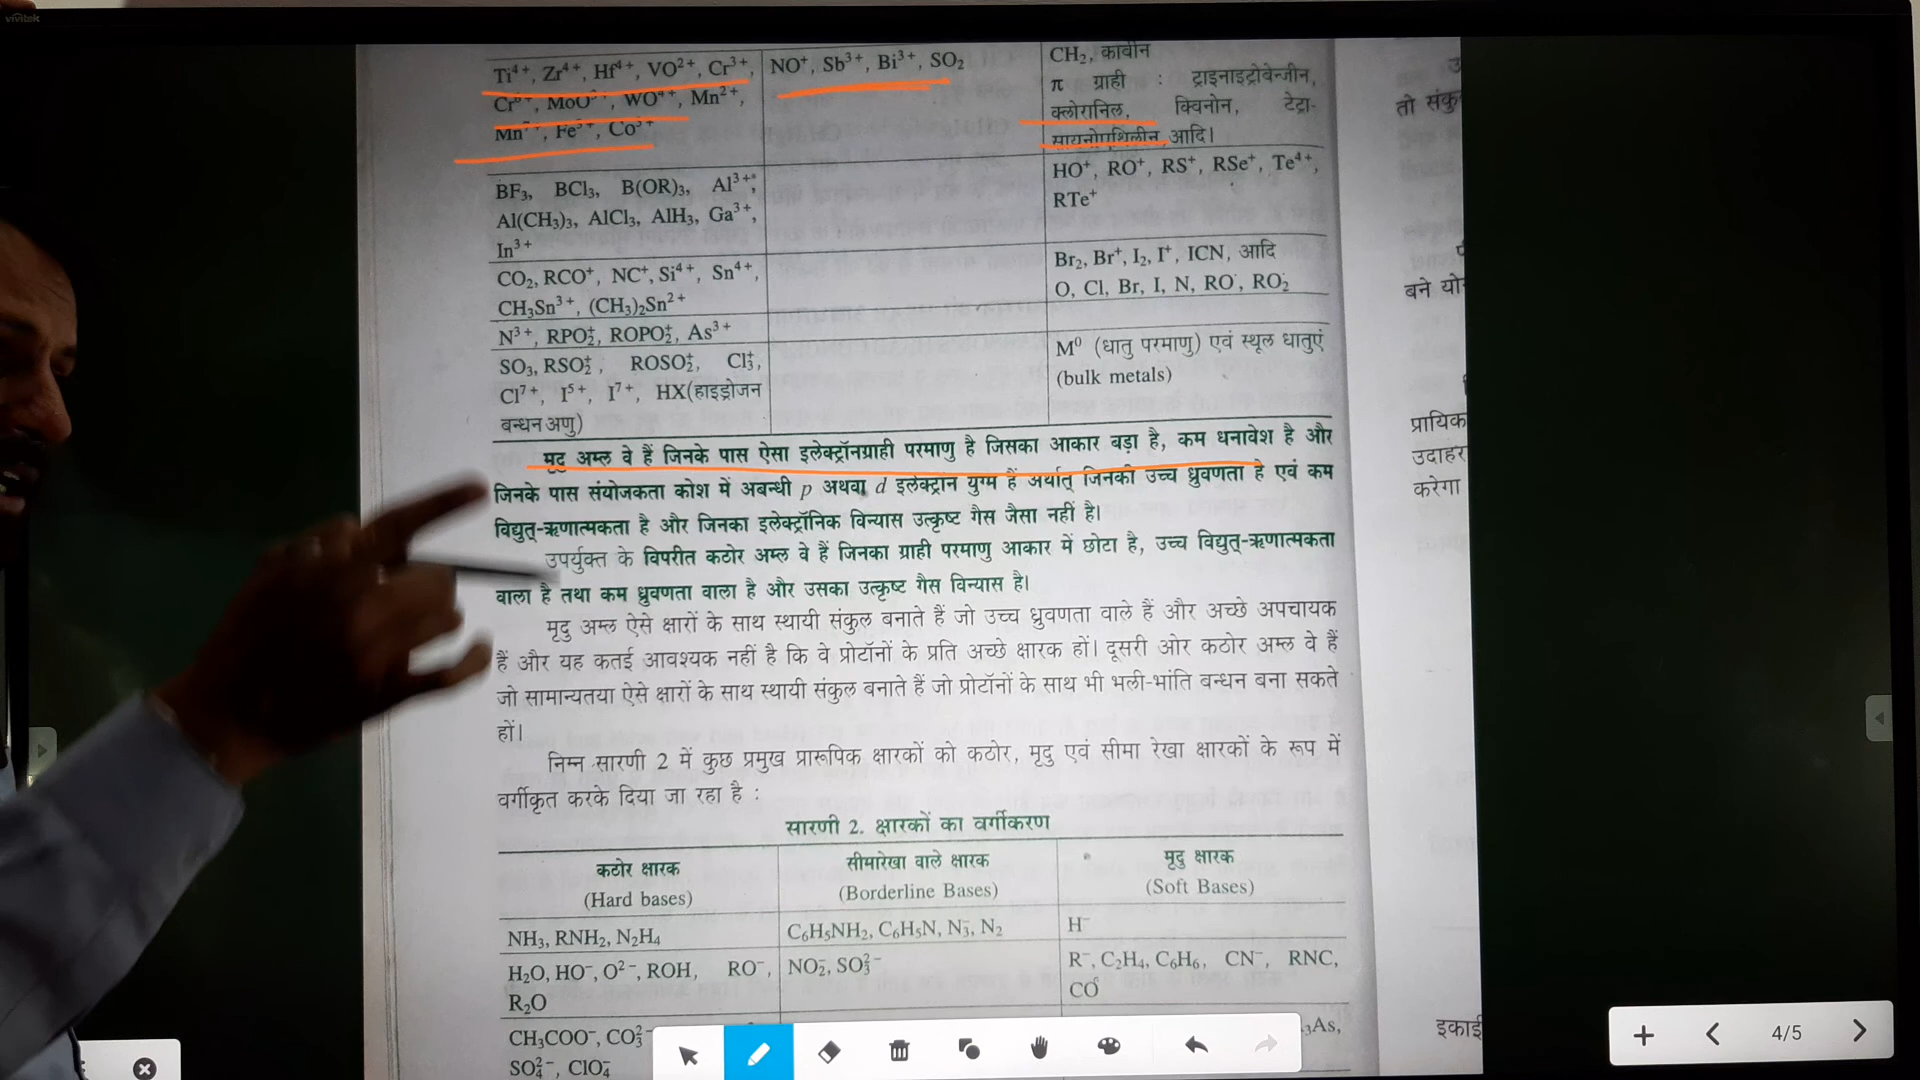 vivitek
Ti⁴⁺, Zr⁴⁺, Hf⁴⁺, VO²⁺, Cr³⁺,
MoO³⁺, WO⁴⁺, Mn²⁺,
Fe³⁺, Co³⁺
NO⁺, Sb³⁺, Bi³⁺, SO₂
CH₂, कार्बीन
π ग्राही : ट्राइनाइट्रोबेन्जीन,
क्लोरानिल, क्विनोन, टेट्रा-
सायनोएथिलीन आदि।
BF₃, BCl₃, B(OR)₃, Al³⁺,
Al(CH₃)₃, AlCl₃, AlH₃, Ga³⁺,
In³⁺
HO⁺, RO⁺, RS⁺, RSe⁺, Te⁴⁺,
RTe⁺
CO₂, RCO⁺, NC⁺, Si⁴⁺, Sn⁴⁺,
CH₃Sn³⁺, (CH₃)₂Sn²⁺
Br₂, Br⁺, I₂, I⁺, ICN, आदि
O, Cl, Br, I, N, RO˙, RO₂˙
N³⁺, RPO₂⁺, ROPO₂⁺, As³⁺
SO₃, RSO₂⁺, ROSO₂⁺, Cl₃⁺,
Cl⁷⁺, I⁵⁺, I⁷⁺, HX(हाइड्रोजन
बन्धन अणु)
M⁰ (धातु परमाणु) एवं स्थूल धातुएं
(bulk metals)
मृदु अम्ल वे हैं जिनके पास ऐसा इलेक्ट्रॉनग्राही परमाणु है जिसका आकार बड़ा है, कम धनावेश है और
जिनके पास संयोजकता कोश में अबन्धी p अथवा d इलेक्ट्रॉन युग्म हैं अर्थात् जिनकी उच्च ध्रुवणता है एवं कम
विद्युत्-ऋणात्मकता है और जिनका इलेक्ट्रॉनिक विन्यास उत्कृष्ट गैस जैसा नहीं है।
उपर्युक्त के विपरीत कठोर अम्ल वे हैं जिनका ग्राही परमाणु आकार में छोटा है, उच्च विद्युत्-ऋणात्मकता
वाला है तथा कम ध्रुवणता वाला है और उसका उत्कृष्ट गैस विन्यास है।
मृदु अम्ल ऐसे क्षारों के साथ स्थायी संकुल बनाते हैं जो उच्च ध्रुवणता वाले हैं और अच्छे अपचायक
हैं और यह कतई आवश्यक नहीं है कि वे प्रोटॉनों के प्रति अच्छे क्षारक हों। दूसरी ओर कठोर अम्ल वे हैं
जो सामान्यतया ऐसे क्षारों के साथ स्थायी संकुल बनाते हैं जो प्रोटॉनों के साथ भी भली-भांति बन्धन बना सकते
हों।
निम्न सारणी 2 में कुछ प्रमुख प्रारूपिक क्षारकों को कठोर, मृदु एवं सीमा रेखा क्षारकों के रूप में
वर्गीकृत करके दिया जा रहा है :
सारणी 2. क्षारकों का वर्गीकरण
कठोर क्षारक
(Hard bases)
सीमारेखा वाले क्षारक
(Borderline Bases)
मृदु क्षारक
(Soft Bases)
NH₃, RNH₂, N₂H₄
C₆H₅NH₂, C₆H₅N, N₃⁻, N₂
H⁻
H₂O, HO⁻, O²⁻, ROH, RO⁻,
R₂O
NO₂⁻, SO₃²⁻
R⁻, C₂H₄, C₆H₆, CN⁻, RNC,
CO
CH₃COO⁻, CO₃²⁻
SO₄²⁻, ClO₄⁻
₃As,
तो संकु
बने यो
प्रायिक
उदाहर
करेगा
इकाई
4/5